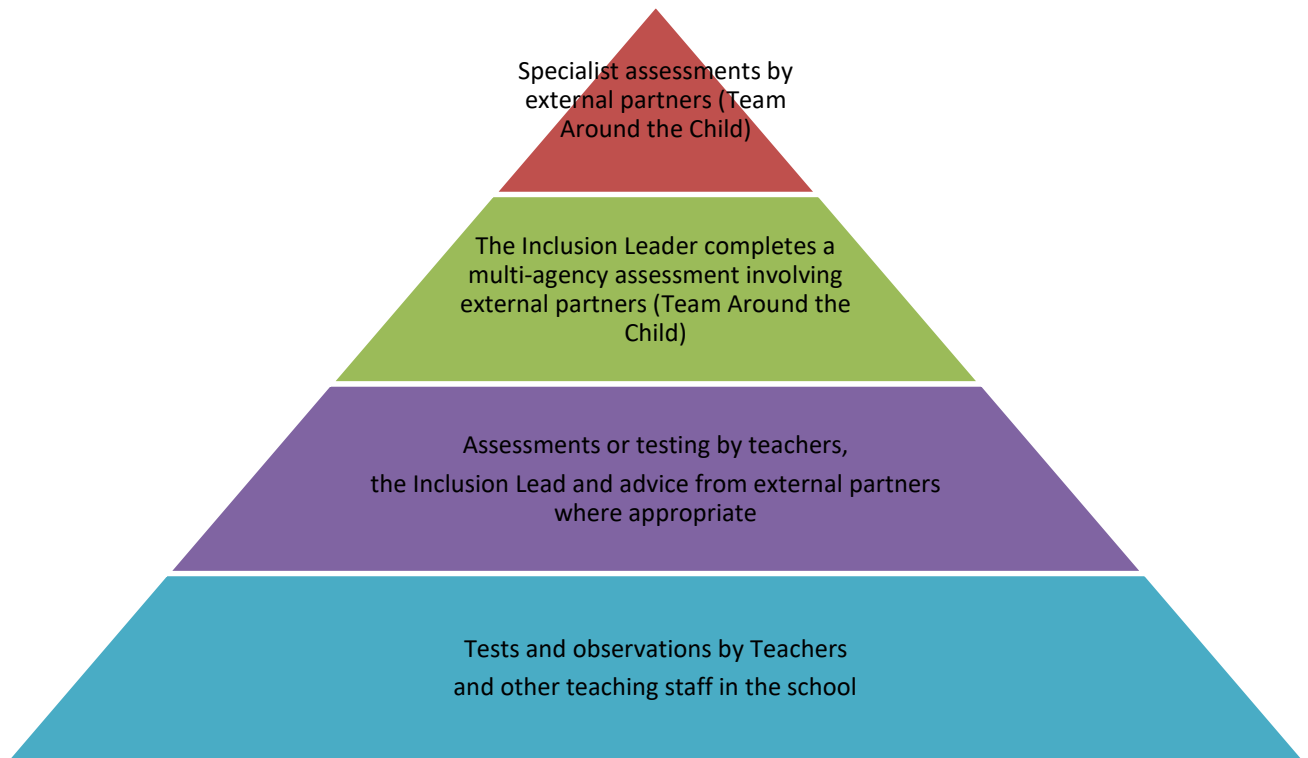 Specialist assessments by
external partners (Team
Around the Child)
The Inclusion Leader completes a
multi-agency assessment involving
external partners (Team Around the
Child)
Assessments or testing by teachers,
the Inclusion Lead and advice from external partners
where appropriate
Tests and observations by Teachers
and other teaching staff in the school